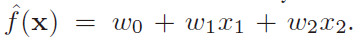 f̂(x) = w₀ + w₁x₁ + w₂x₂.